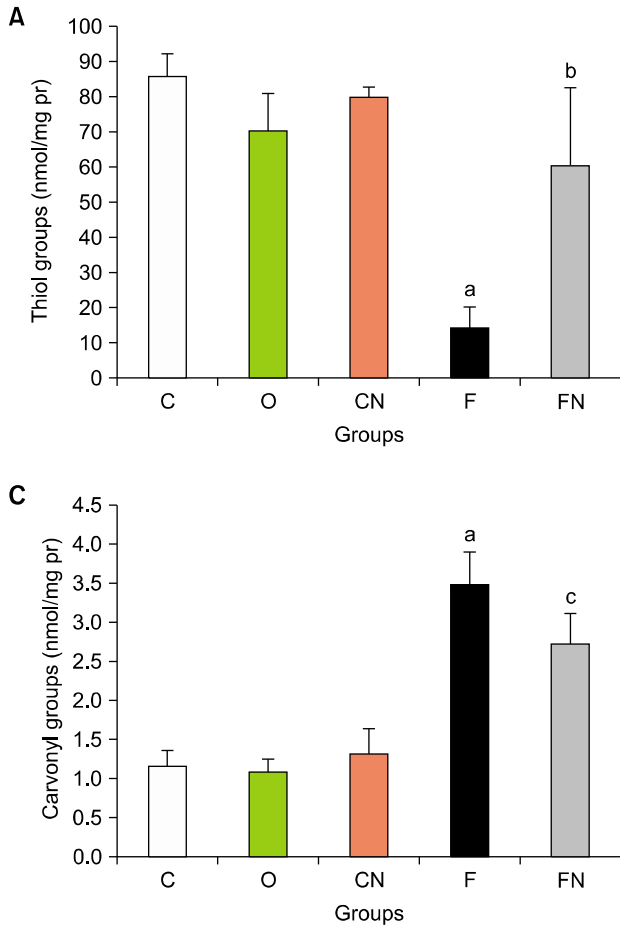 A
Thiol groups (nmol/mg pr)
100
90
80
70
60
50
40
30
20
10
0
a
b
C O CN F FN
Groups
C
Carvonyl groups (nmol/mg pr)
4.5
4.0
3.5
3.0
2.5
2.0
1.5
1.0
0.5
0.0
a
c
C O CN F FN
Groups